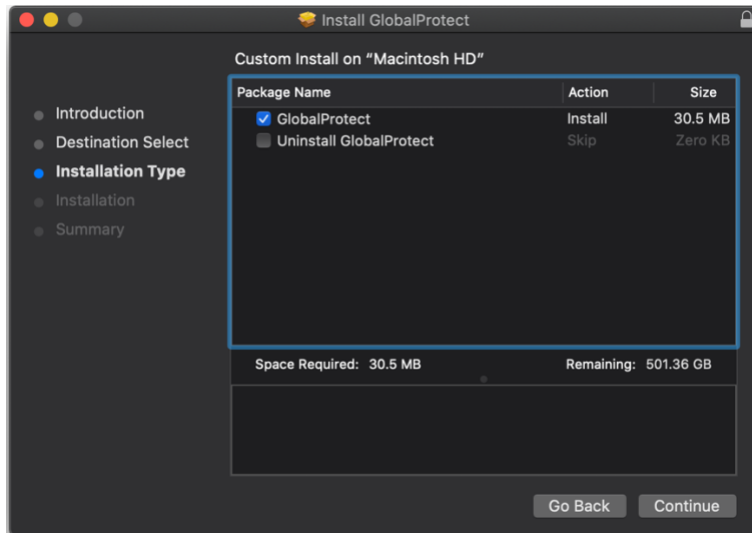 Install GlobalProtect
Custom Install on “Macintosh HD”
Introduction
Destination Select
Installation Type
Installation
Summary
Package Name Action Size
GlobalProtect Install 30.5 MB
Uninstall GlobalProtect Skip Zero KB
Space Required: 30.5 MB Remaining: 501.36 GB
Go Back Continue